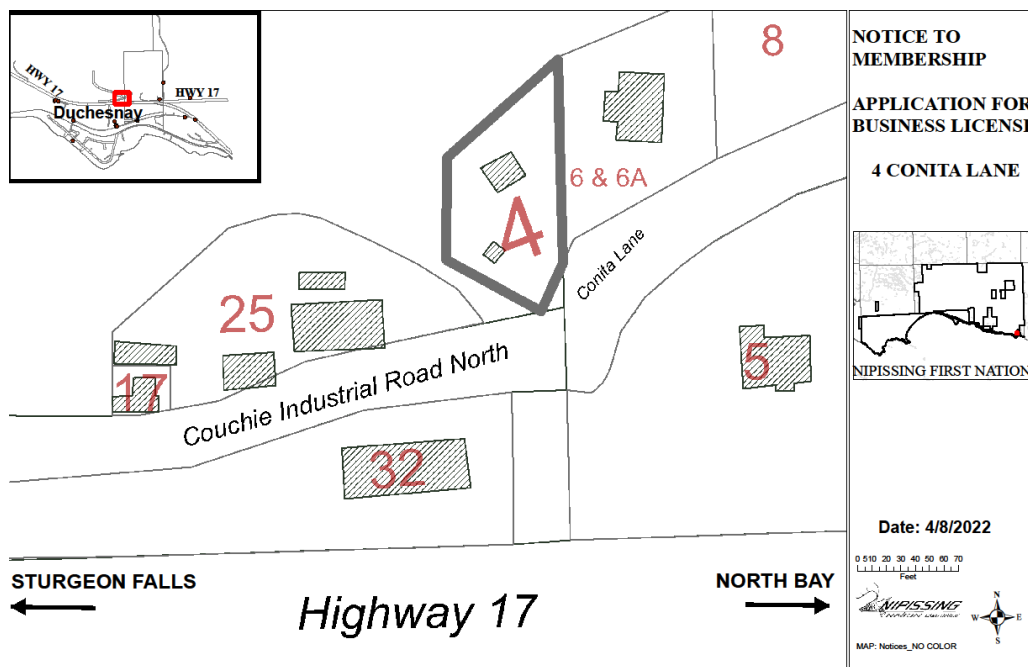 HWY 17
HWY 17
Duchesnay
8
6 & 6A
4
Conita Lane
25
17
5
Couchie Industrial Road North
32
STURGEON FALLS
NORTH BAY
Highway 17
NOTICE TO
MEMBERSHIP
APPLICATION FOR
BUSINESS LICENSE
4 CONITA LANE
NIPISSING FIRST NATION
Date: 4/8/2022
0 5 10 20 30 40 50 60 70
Feet
NIPISSING
N
W
E
S
MAP: Notices_NO COLOR